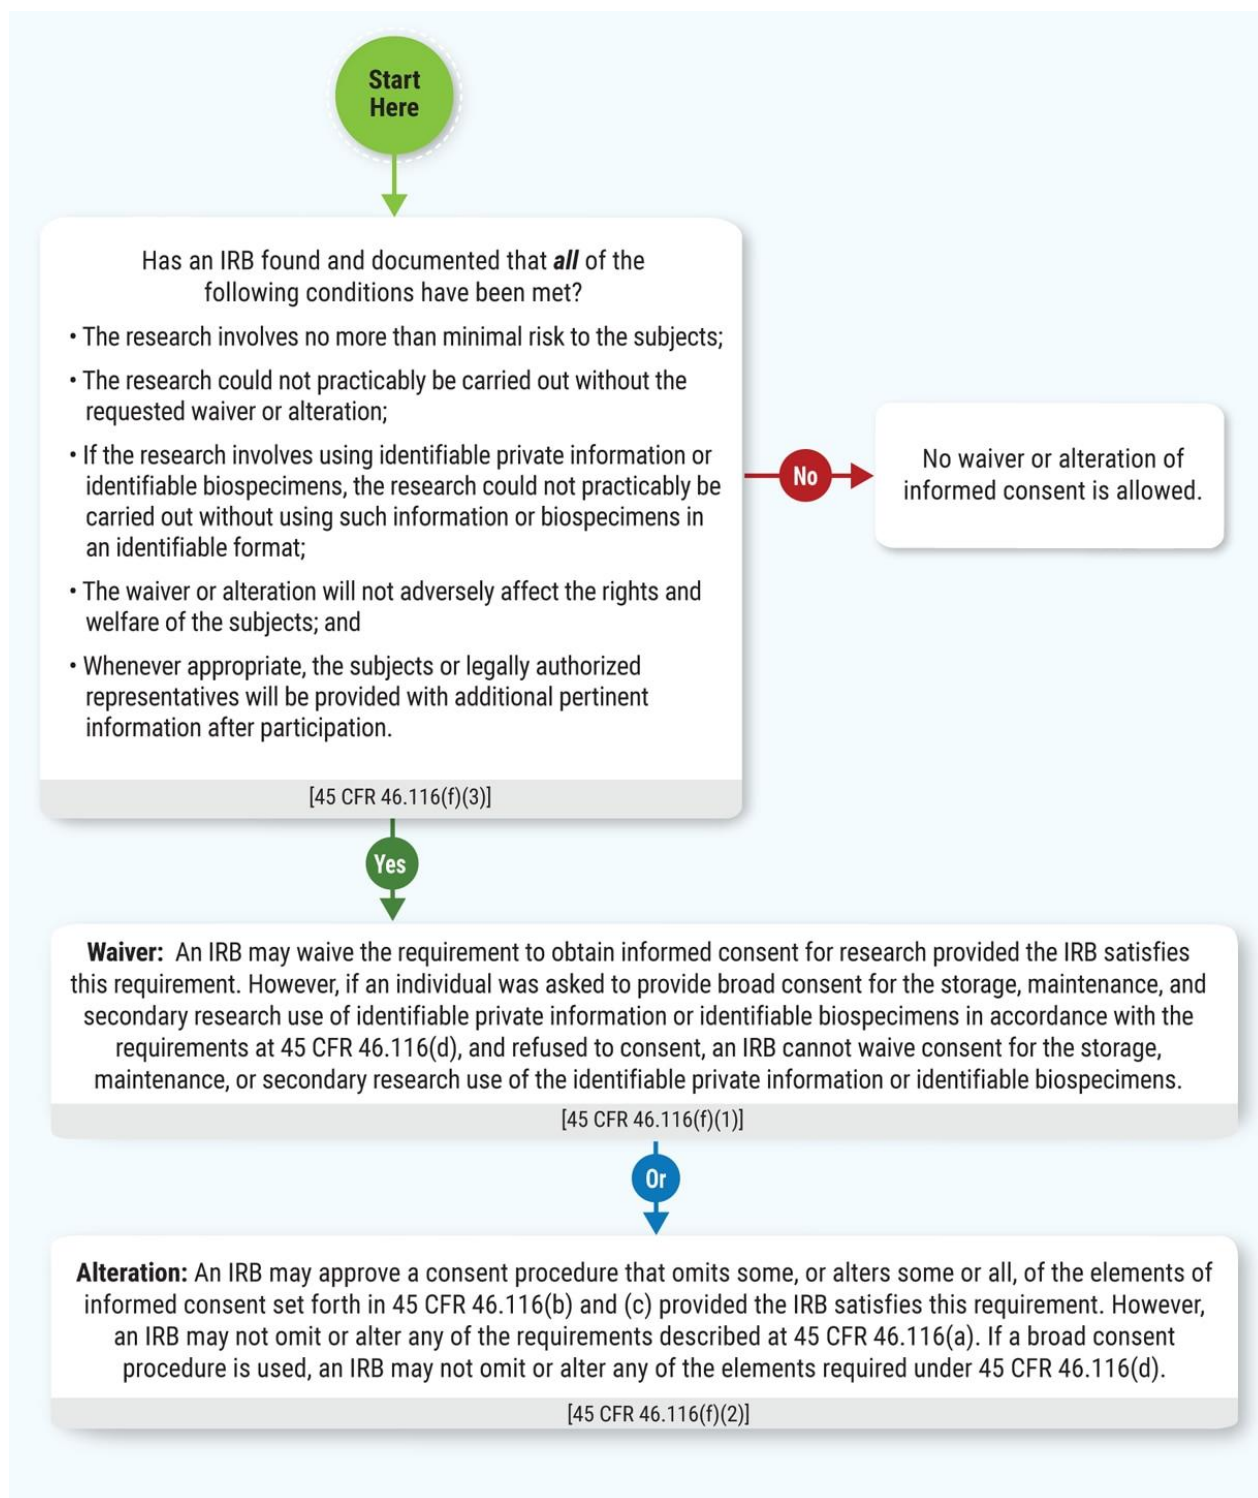 Start
Here
Has an IRB found and documented that all of the
following conditions have been met?
• The research involves no more than minimal risk to the subjects;
• The research could not practicably be carried out without the
requested waiver or alteration;
• If the research involves using identifiable private information or
identifiable biospecimens, the research could not practicably be
carried out without using such information or biospecimens in
an identifiable format;
• The waiver or alteration will not adversely affect the rights and
welfare of the subjects; and
• Whenever appropriate, the subjects or legally authorized
representatives will be provided with additional pertinent
information after participation.
[45 CFR 46.116(f)(3)]
No
No waiver or alteration of
informed consent is allowed.
Yes
Waiver: An IRB may waive the requirement to obtain informed consent for research provided the IRB satisfies
this requirement. However, if an individual was asked to provide broad consent for the storage, maintenance, and
secondary research use of identifiable private information or identifiable biospecimens in accordance with the
requirements at 45 CFR 46.116(d), and refused to consent, an IRB cannot waive consent for the storage,
maintenance, or secondary research use of the identifiable private information or identifiable biospecimens.
[45 CFR 46.116(f)(1)]
Or
Alteration: An IRB may approve a consent procedure that omits some, or alters some or all, of the elements of
informed consent set forth in 45 CFR 46.116(b) and (c) provided the IRB satisfies this requirement. However,
an IRB may not omit or alter any of the requirements described at 45 CFR 46.116(a). If a broad consent
procedure is used, an IRB may not omit or alter any of the elements required under 45 CFR 46.116(d).
[45 CFR 46.116(f)(2)]